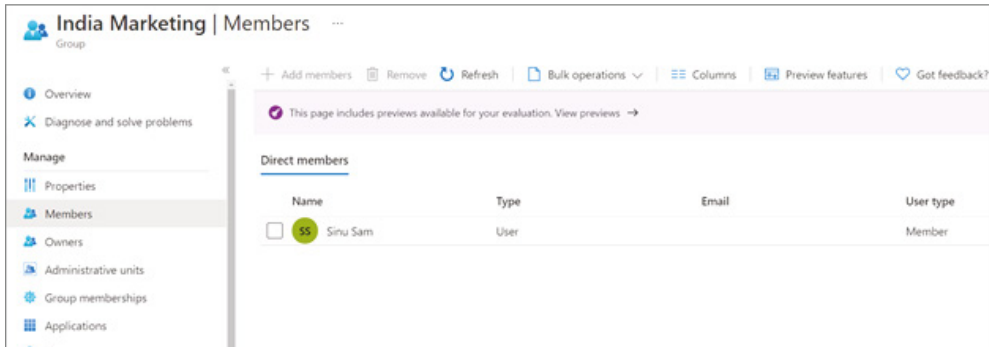 India Marketing | Members ...
Group
«
Add members Remove Refresh Bulk operations Columns Preview features Got feedback?
Overview
Diagnose and solve problems
Manage
Properties
Members
Owners
Administrative units
Group memberships
Applications
This page includes previews available for your evaluation. View previews →
Direct members
Name Type Email User type
SS Sinu Sam User Member